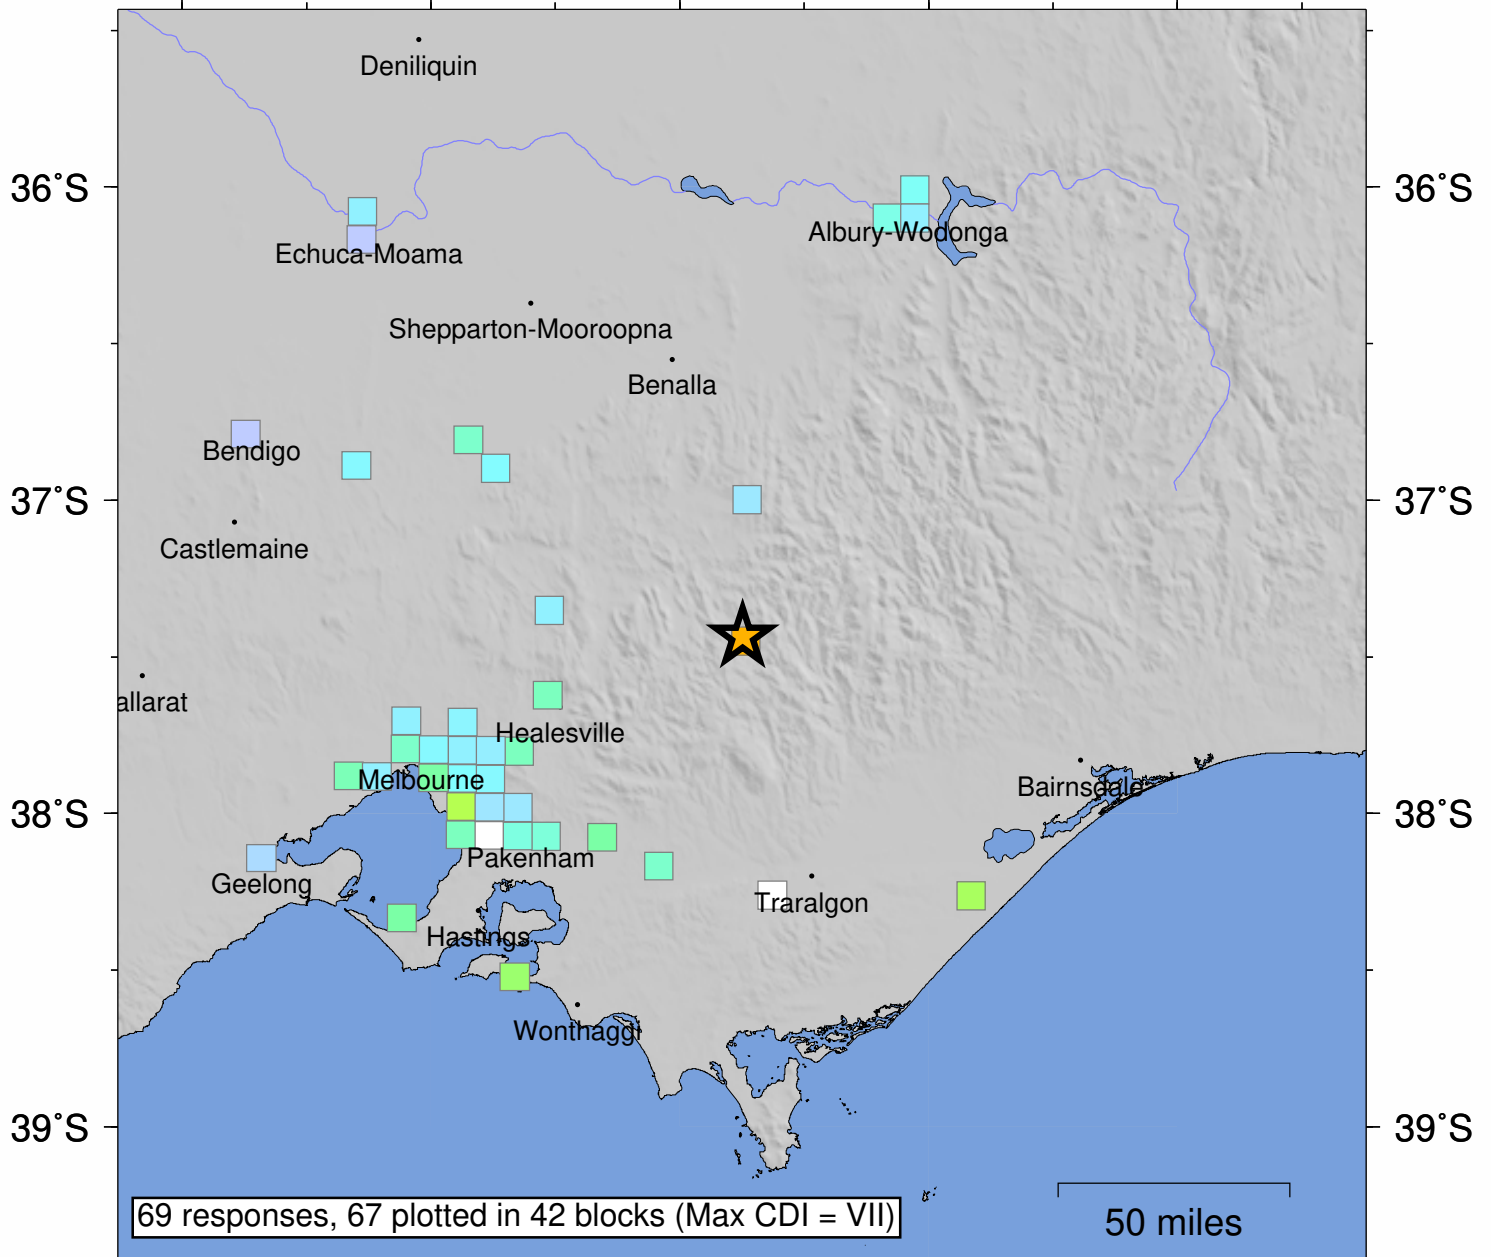 Deniliquin
36°S
36°S
Albury-Wodonga
Echuca-Moama
Shepparton-Mooroopna
Benalla
Bendigo
37°S
37°S
Castlemaine
allarat
Healesville
Melbourne
Bairnsdale
38°S
38°S
Pakenham
Geelong
Traralgon
Hastings
Wonthaggi
39°S
39°S
69 responses, 67 plotted in 42 blocks (Max CDI = VII)
50 miles